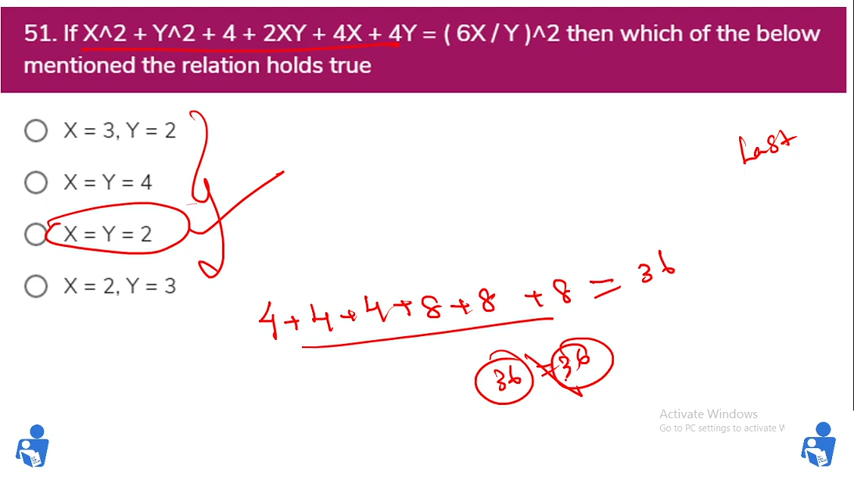 51. If X^2 + Y^2 + 4 + 2XY + 4X + 4Y = ( 6X / Y )^2 then which of the below
mentioned the relation holds true
X = 3, Y = 2
Last
X = Y = 4
X = Y = 2
X = 2, Y = 3
4+4+4+8+8+8 = 36
36 = 36
Activate Windows
Go to PC settings to activate W